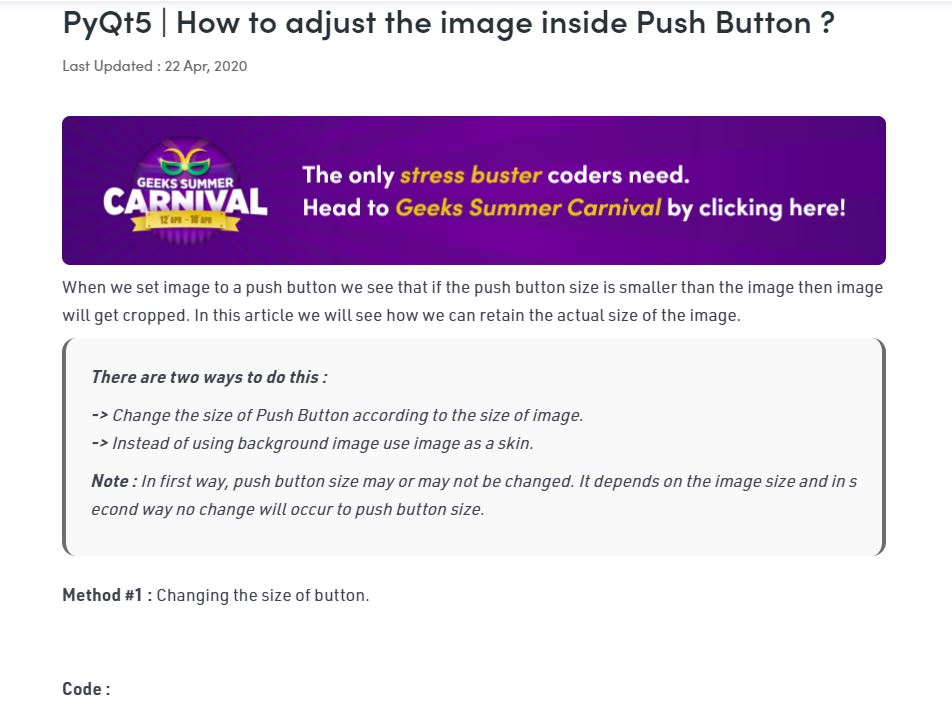 PyQt5 | How to adjust the image inside Push Button ?
Last Updated : 22 Apr, 2020
GEEKS SUMMER
CARNIVAL
12 APR - 18 APR
The only stress buster coders need.
Head to Geeks Summer Carnival by clicking here!
When we set image to a push button we see that if the push button size is smaller than the image then image
will get cropped. In this article we will see how we can retain the actual size of the image.
There are two ways to do this :
-> Change the size of Push Button according to the size of image.
-> Instead of using background image use image as a skin.
Note : In first way, push button size may or may not be changed. It depends on the image size and in s
econd way no change will occur to push button size.
Method #1 : Changing the size of button.
Code :